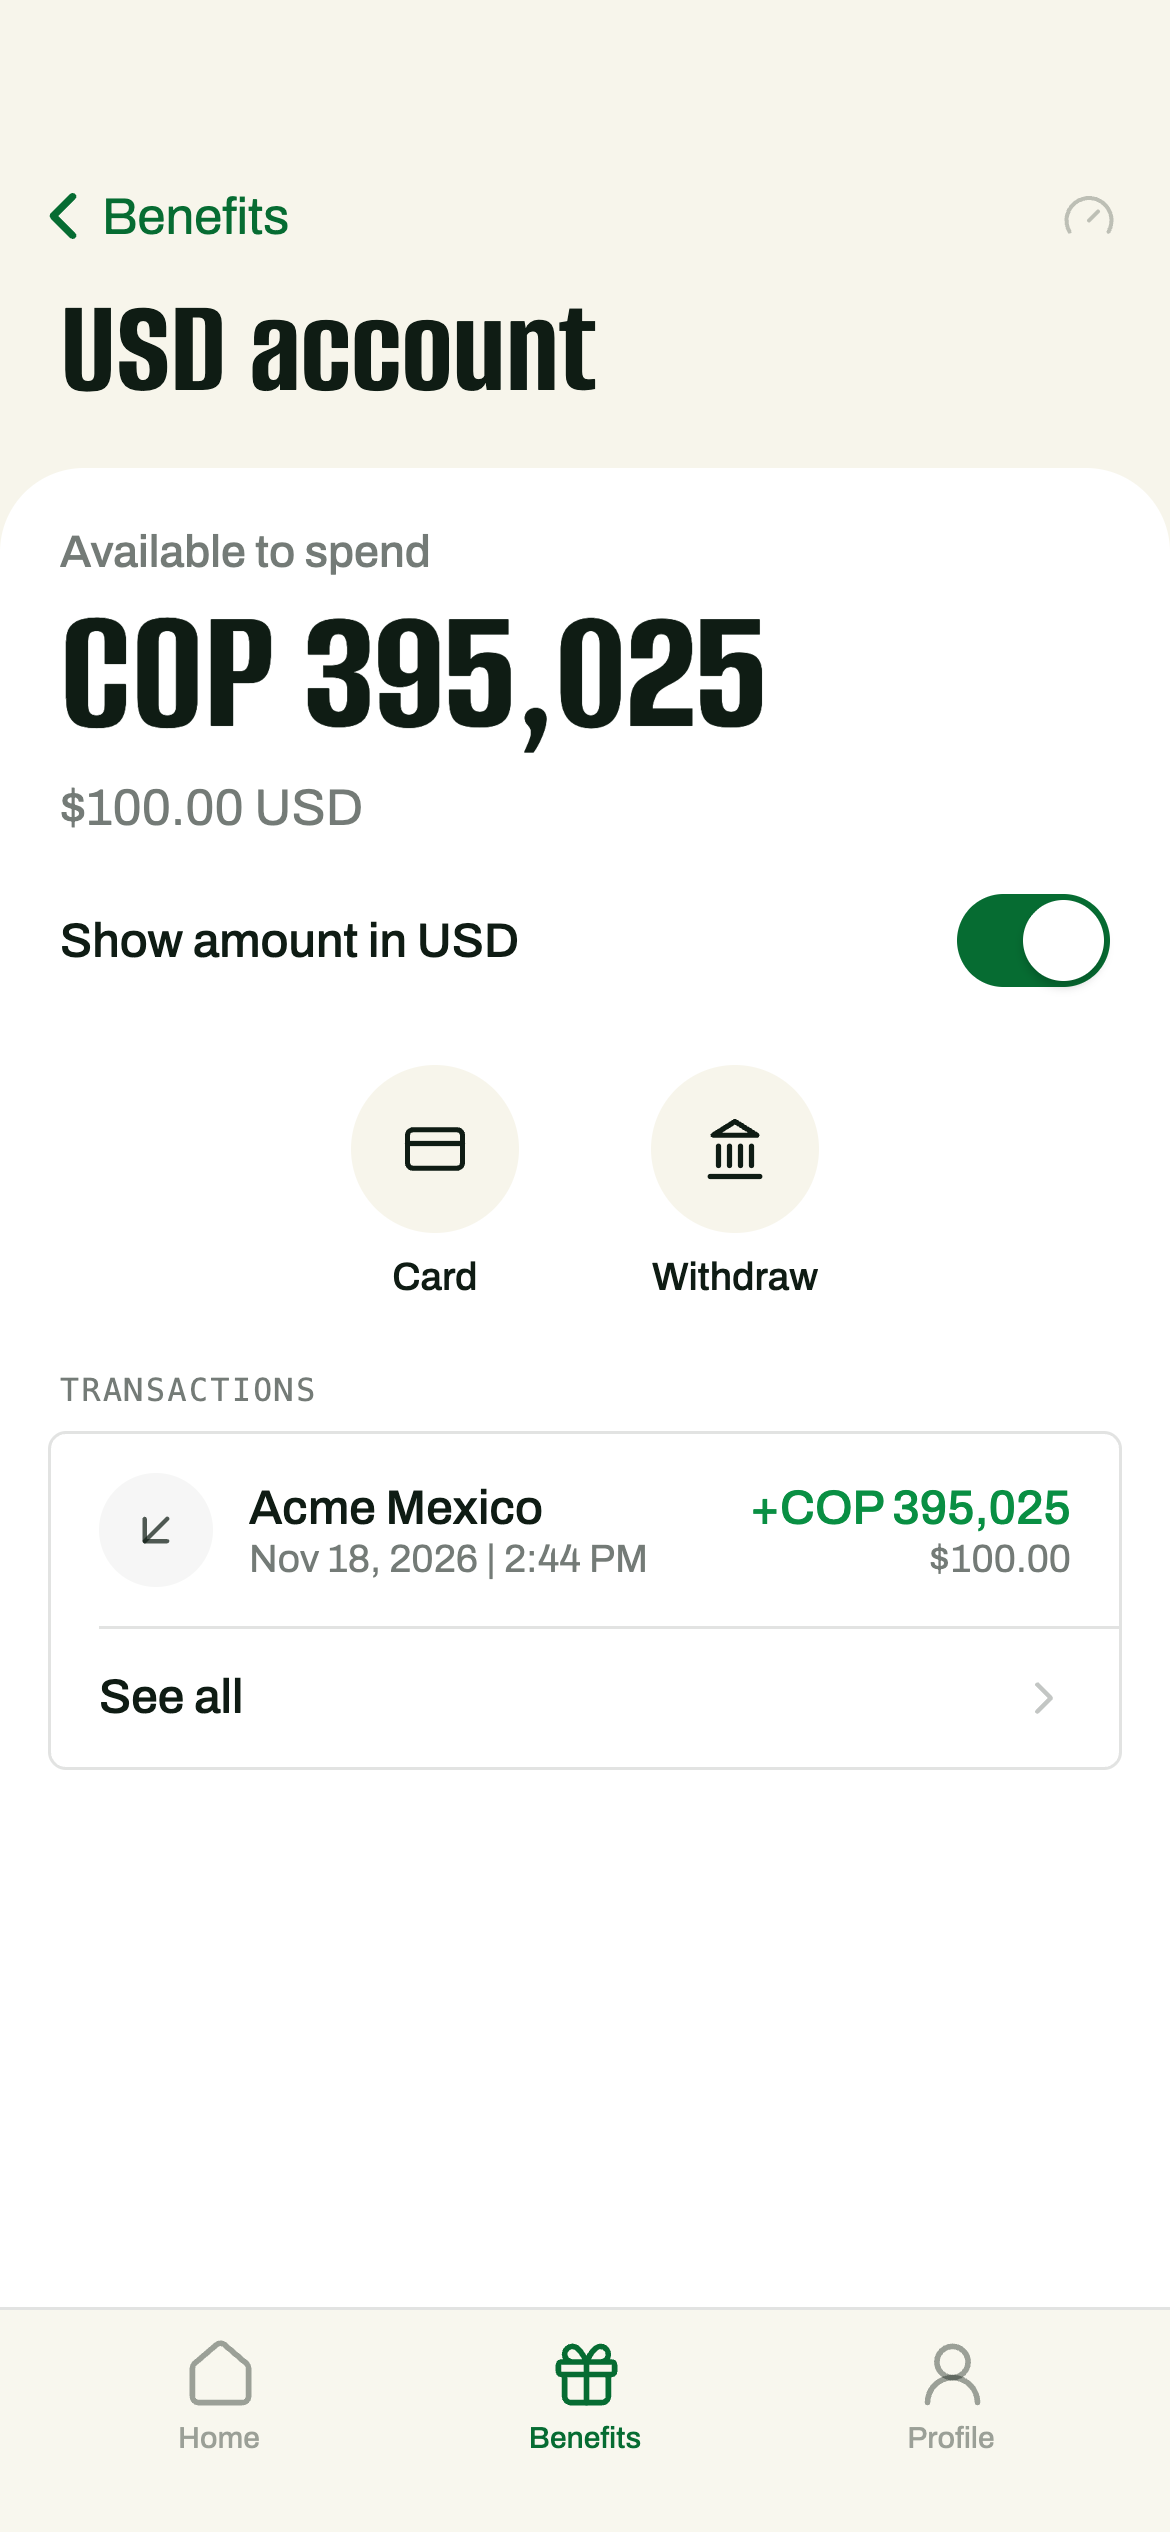 Benefits
USD account
Available to spend
COP 395,025
$100.00 USD
Show amount in USD
Card
Withdraw
TRANSACTIONS
Acme Mexico
+COP 395,025
Nov 18, 2026 | 2:44 PM
$100.00
See all
Home
Benefits
Profile